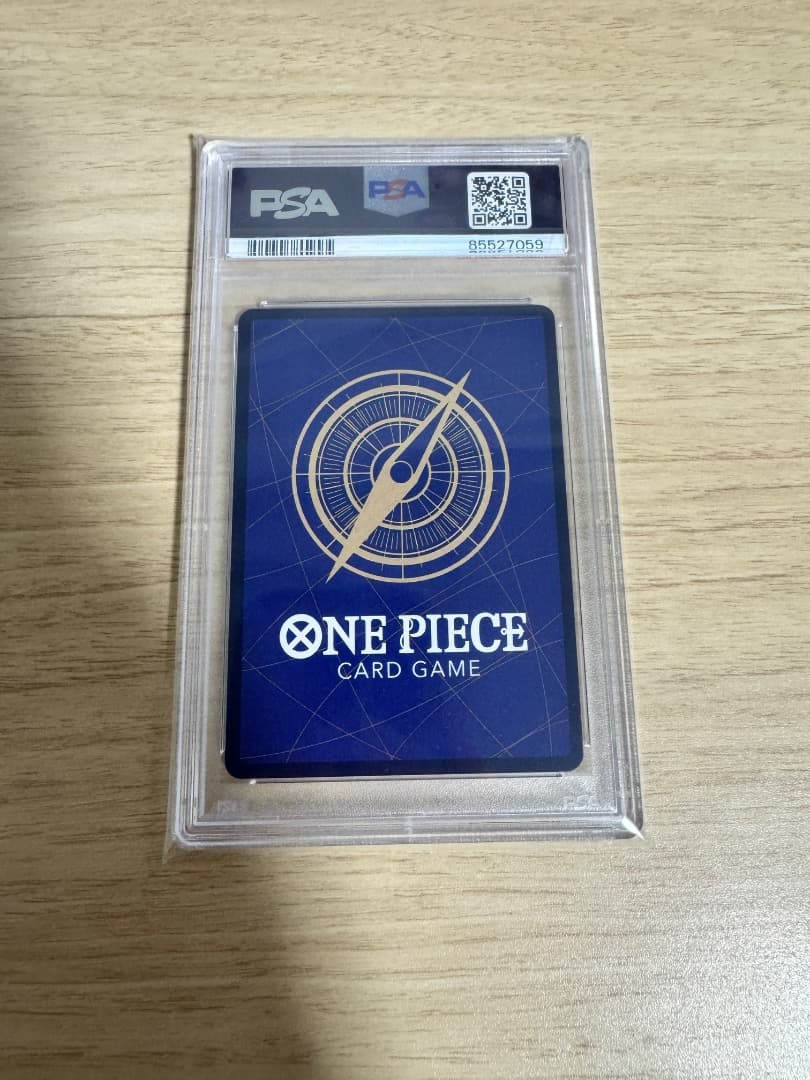 PSA
PSA
85527059
ONE PIECE
CARD GAME